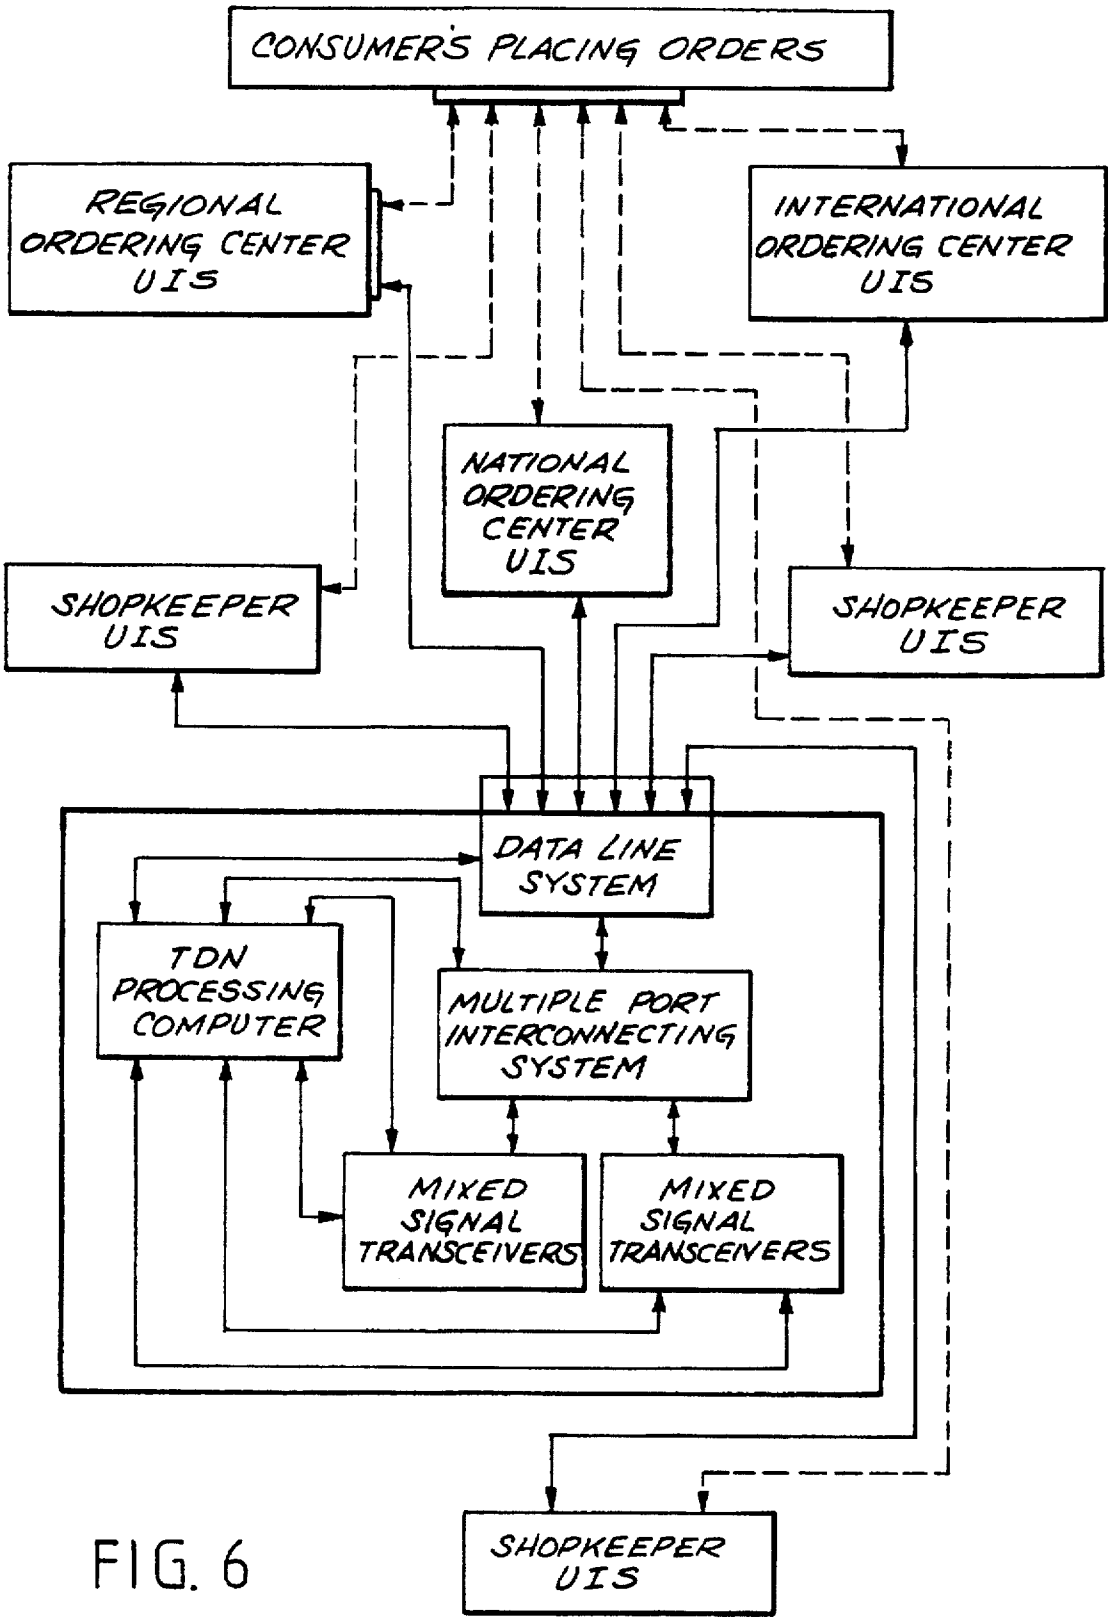 CONSUMER'S PLACING ORDERS
REGIONAL
ORDERING CENTER
UIS
INTERNATIONAL
ORDERING CENTER
UIS
NATIONAL
ORDERING
CENTER
UIS
SHOPKEEPER
UIS
SHOPKEEPER
UIS
DATA LINE
SYSTEM
TDN
PROCESSING
COMPUTER
MULTIPLE PORT
INTERCONNECTING
SYSTEM
MIXED
SIGNAL
TRANSCEIVERS
MIXED
SIGNAL
TRANSCEIVERS
SHOPKEEPER
UIS
FIG. 6